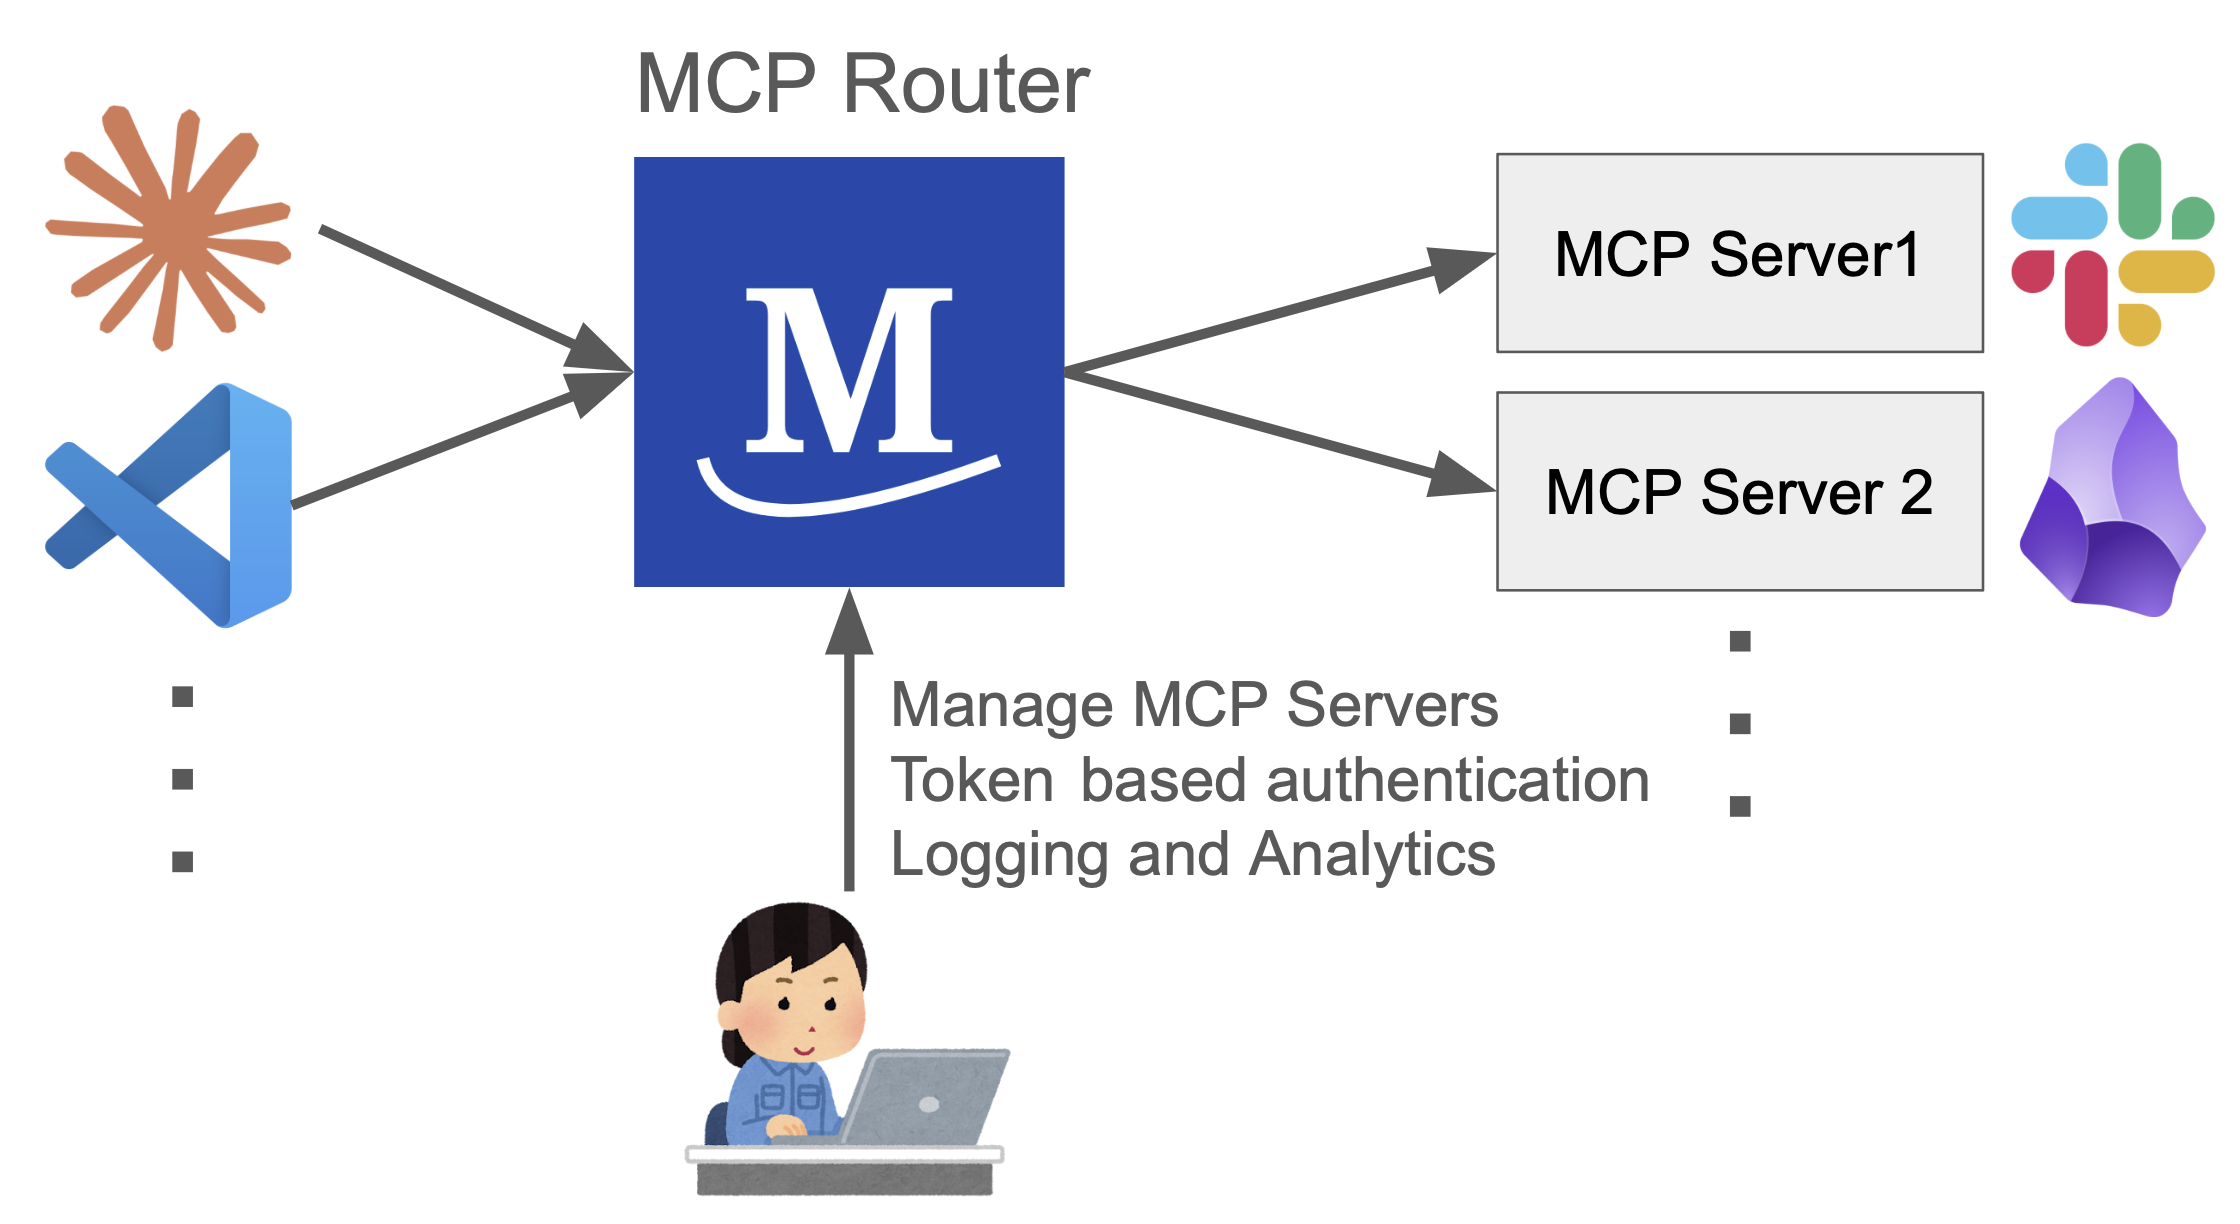 MCP Router
M
MCP Server1
MCP Server 2
Manage MCP Servers
Token based authentication
Logging and Analytics